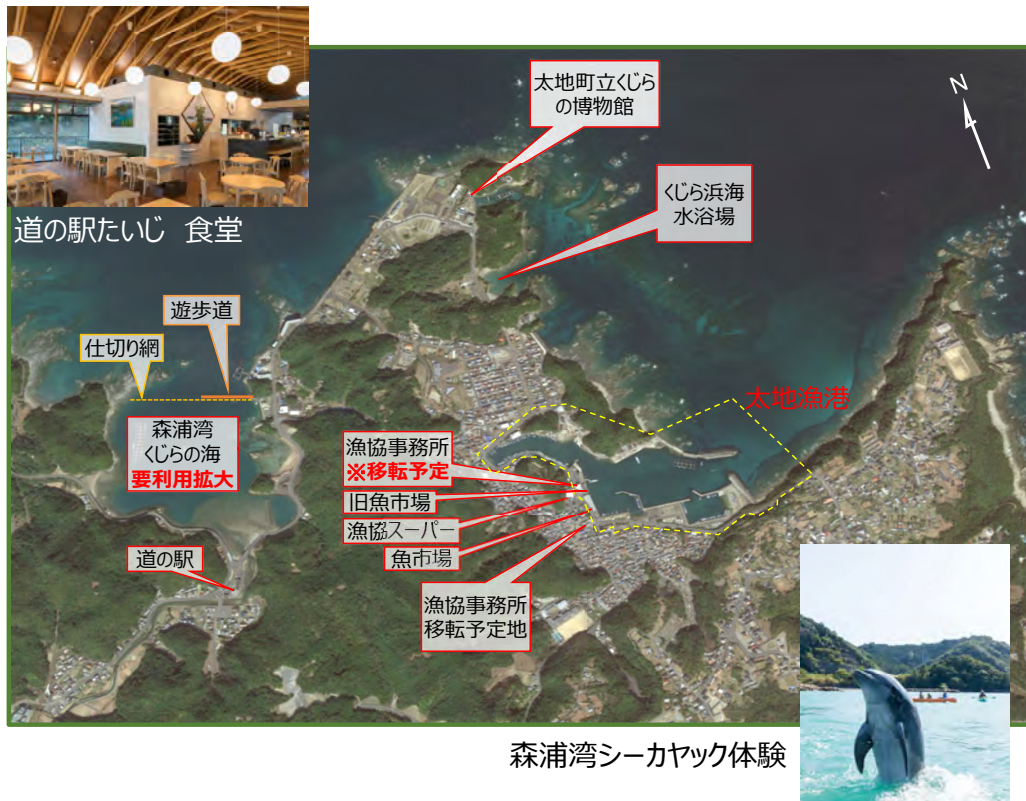 太地町立くじら
の博物館
N
くじら浜海
水浴場
道の駅たいじ 食堂
遊歩道
仕切り網
太地漁港
森浦湾
くじらの海
要利用拡大
漁協事務所
※移転予定
旧魚市場
漁協スーパー
魚市場
道の駅
漁協事務所
移転予定地
森浦湾シーカヤック体験